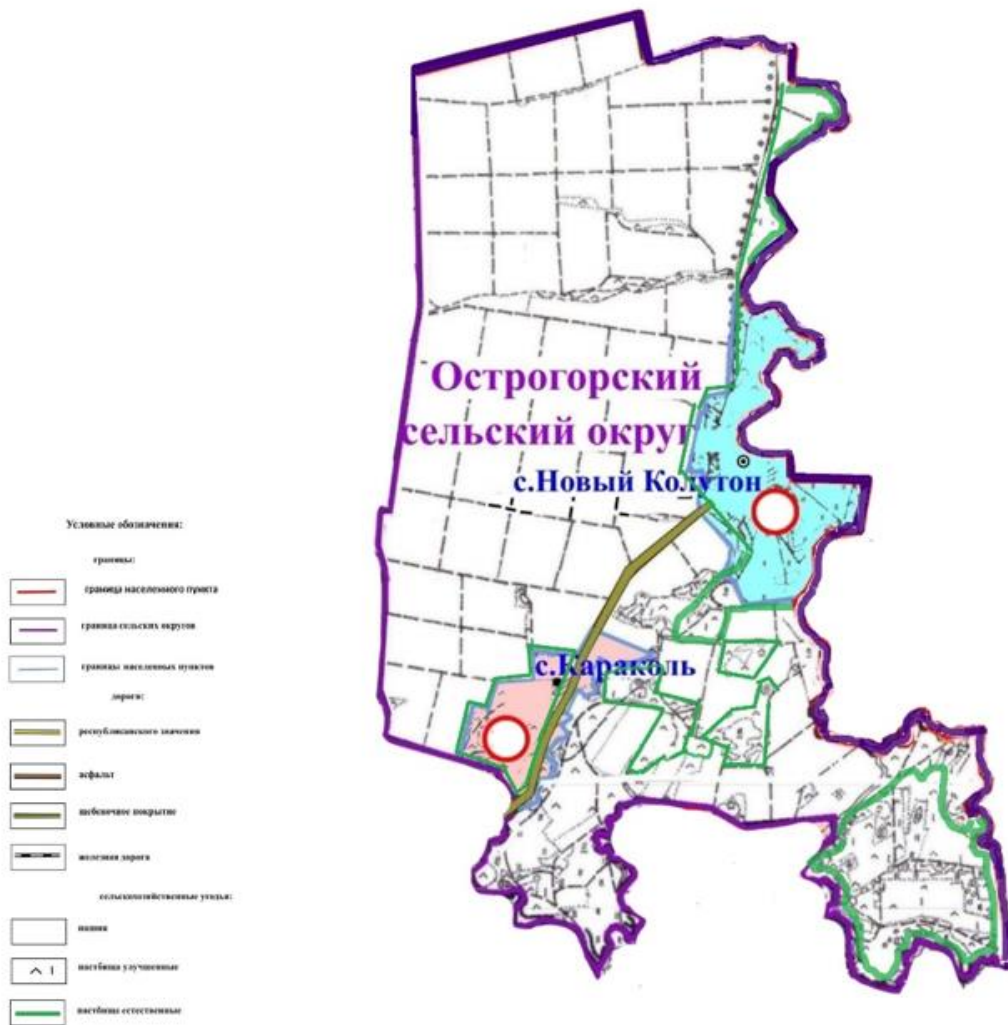 Острогорский
сельский округ
с.Новый Колутон
с.Караколь
Условные обозначения:
границы:
граница населенного пункта
граница сельских округов
границы населенных пунктов
дороги:
республиканского значения
асфальт
щебеночное покрытие
железная дорога
сельскохозяйственные угодья:
пашня
пастбища улучшенные
пастбища естественные